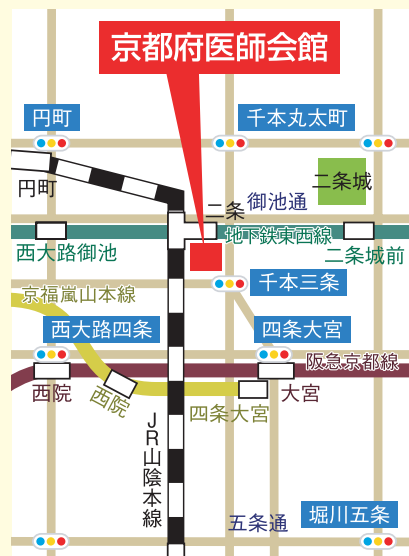 京都府医師会館
円町
千本丸太町
円町
二条城
二条
御池通
地下鉄東西線
西大路御池
二条城前
千本三条
京福嵐山本線
西大路四条
四条大宮
阪急京都線
西院
西院
四条大宮
大宮
JR山陰本線
五条通
堀川五条